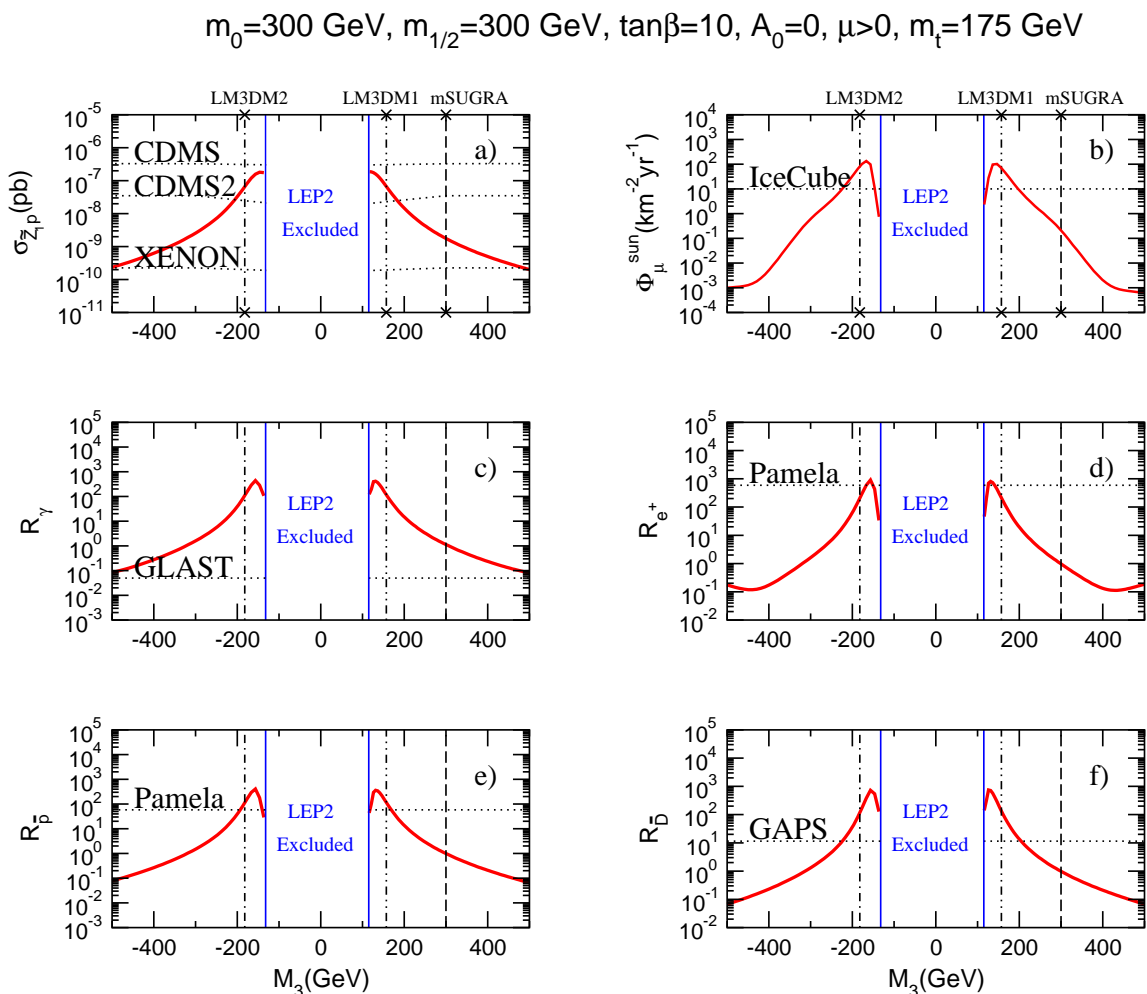 m₀=300 GeV, m₁/₂=300 GeV, tanβ=10, A₀=0, μ>0, mₜ=175 GeV
LM3DM2 LM3DM1 mSUGRA
10⁻⁵ 10⁻⁶ 10⁻⁷ 10⁻⁸ 10⁻⁹ 10⁻¹⁰ 10⁻¹¹
σ_Z̃₁p(pb)
CDMS
CDMS2
XENON
LEP2
Excluded
a)
-400 -200 0 200 400
LM3DM2 LM3DM1 mSUGRA
10⁴ 10³ 10² 10¹ 10⁰ 10⁻¹ 10⁻² 10⁻³ 10⁻⁴
Φ_μ^sun(km⁻²yr⁻¹)
IceCube
LEP2
Excluded
b)
-400 -200 0 200 400
10⁵ 10⁴ 10³ 10² 10¹ 10⁰ 10⁻¹ 10⁻² 10⁻³
R_γ
GLAST
LEP2
Excluded
c)
-400 -200 0 200 400
10⁵ 10⁴ 10³ 10² 10¹ 10⁰ 10⁻¹ 10⁻²
R_e⁺
Pamela
LEP2
Excluded
d)
-400 -200 0 200 400
10⁵ 10⁴ 10³ 10² 10¹ 10⁰ 10⁻¹ 10⁻² 10⁻³
R_p̄
Pamela
LEP2
Excluded
e)
-400 -200 0 200 400
M₃(GeV)
10⁵ 10⁴ 10³ 10² 10¹ 10⁰ 10⁻¹ 10⁻²
R_D̄
GAPS
LEP2
Excluded
f)
-400 -200 0 200 400
M₃(GeV)